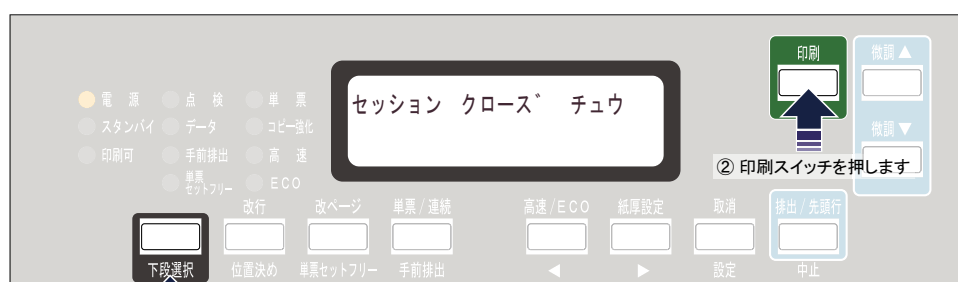 印刷
微調 ▲
電 源
点 検
単 票
セッション クローズ゛ チュウ
スタンバイ
データ
コピー強化
微調 ▼
印刷可
手前排出
高 速
② 印刷スイッチを押します
単票
セットフリー
ECO
改行
改ページ
単票/連続
高速/ECO
紙厚設定
取消
排出/先頭行
下段選択
位置決め
単票セットフリー
手前排出
◀
▶
設定
中止